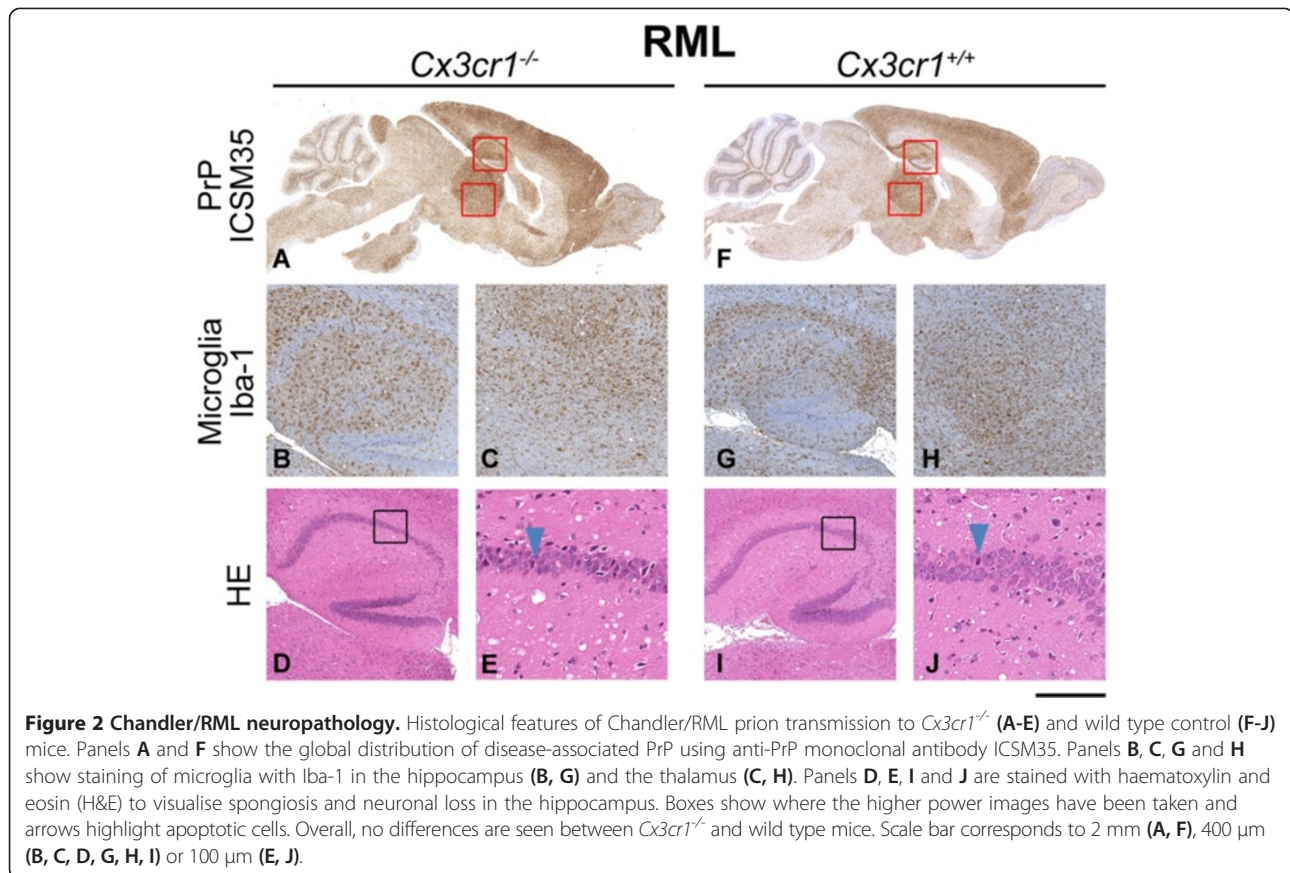 RML
Cx3cr1-/- Cx3cr1+/+
PrP
ICSM35
A F
Microglia
Iba-1
B C G H
HE
D E I J
Figure 2 Chandler/RML neuropathology. Histological features of Chandler/RML prion transmission to Cx3cr1-/- (A-E) and wild type control (F-J)
mice. Panels A and F show the global distribution of disease-associated PrP using anti-PrP monoclonal antibody ICSM35. Panels B, C, G and H
show staining of microglia with Iba-1 in the hippocampus (B, G) and the thalamus (C, H). Panels D, E, I and J are stained with haematoxylin and
eosin (H&E) to visualise spongiosis and neuronal loss in the hippocampus. Boxes show where the higher power images have been taken and
arrows highlight apoptotic cells. Overall, no differences are seen between Cx3cr1-/- and wild type mice. Scale bar corresponds to 2 mm (A, F), 400 μm
(B, C, D, G, H, I) or 100 μm (E, J).